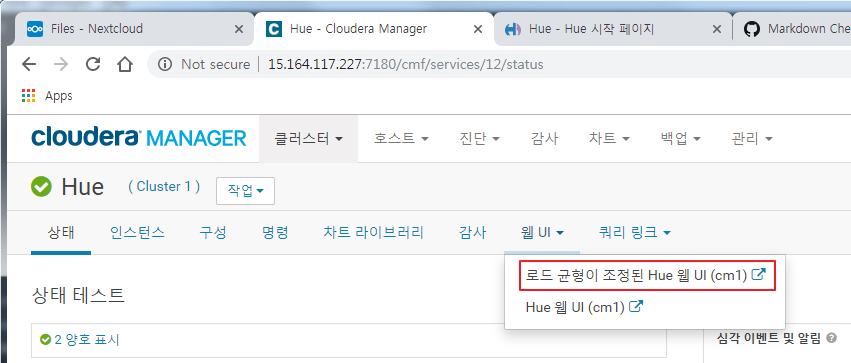 Files - Nextcloud
Hue - Cloudera Manager
Hue - Hue 시작 페이지
Markdown Che
Not secure | 15.164.117.227:7180/cmf/services/12/status
Apps
cloudera MANAGER 클러스터 호스트 진단 감사 차트 백업 관리
Hue ( Cluster 1 ) 작업
상태 인스턴스 구성 명령 차트 라이브러리 감사 웹 UI 쿼리 링크
로드 균형이 조정된 Hue 웹 UI (cm1)
Hue 웹 UI (cm1)
상태 테스트
2 양호 표시
심각 이벤트 및 알림